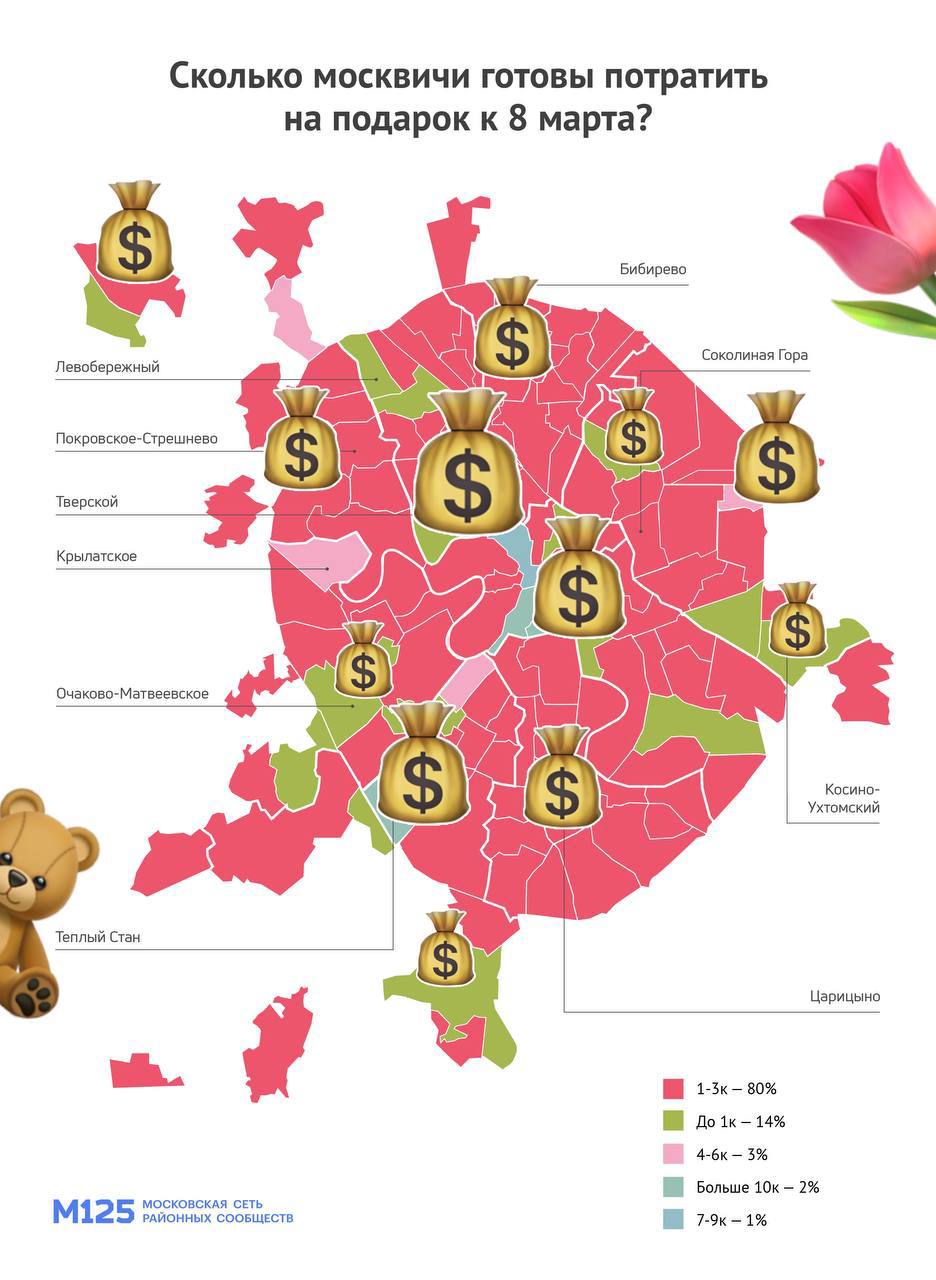 Сколько москвичи готовы потратить
на подарок к 8 марта?
Бибирево
Соколиная Гора
Левобережный
Покровское-Стрешнево
Тверской
Крылатское
Очаково-Матвеевское
Косино-
Ухтомский
Теплый Стан
Царицыно
$
$
$
$
$
$
$
$
$
$
$
$
1-3к — 80%
До 1к — 14%
4-6к — 3%
Больше 10к — 2%
7-9к — 1%
М125
МОСКОВСКАЯ СЕТЬ
РАЙОННЫХ СООБЩЕСТВ